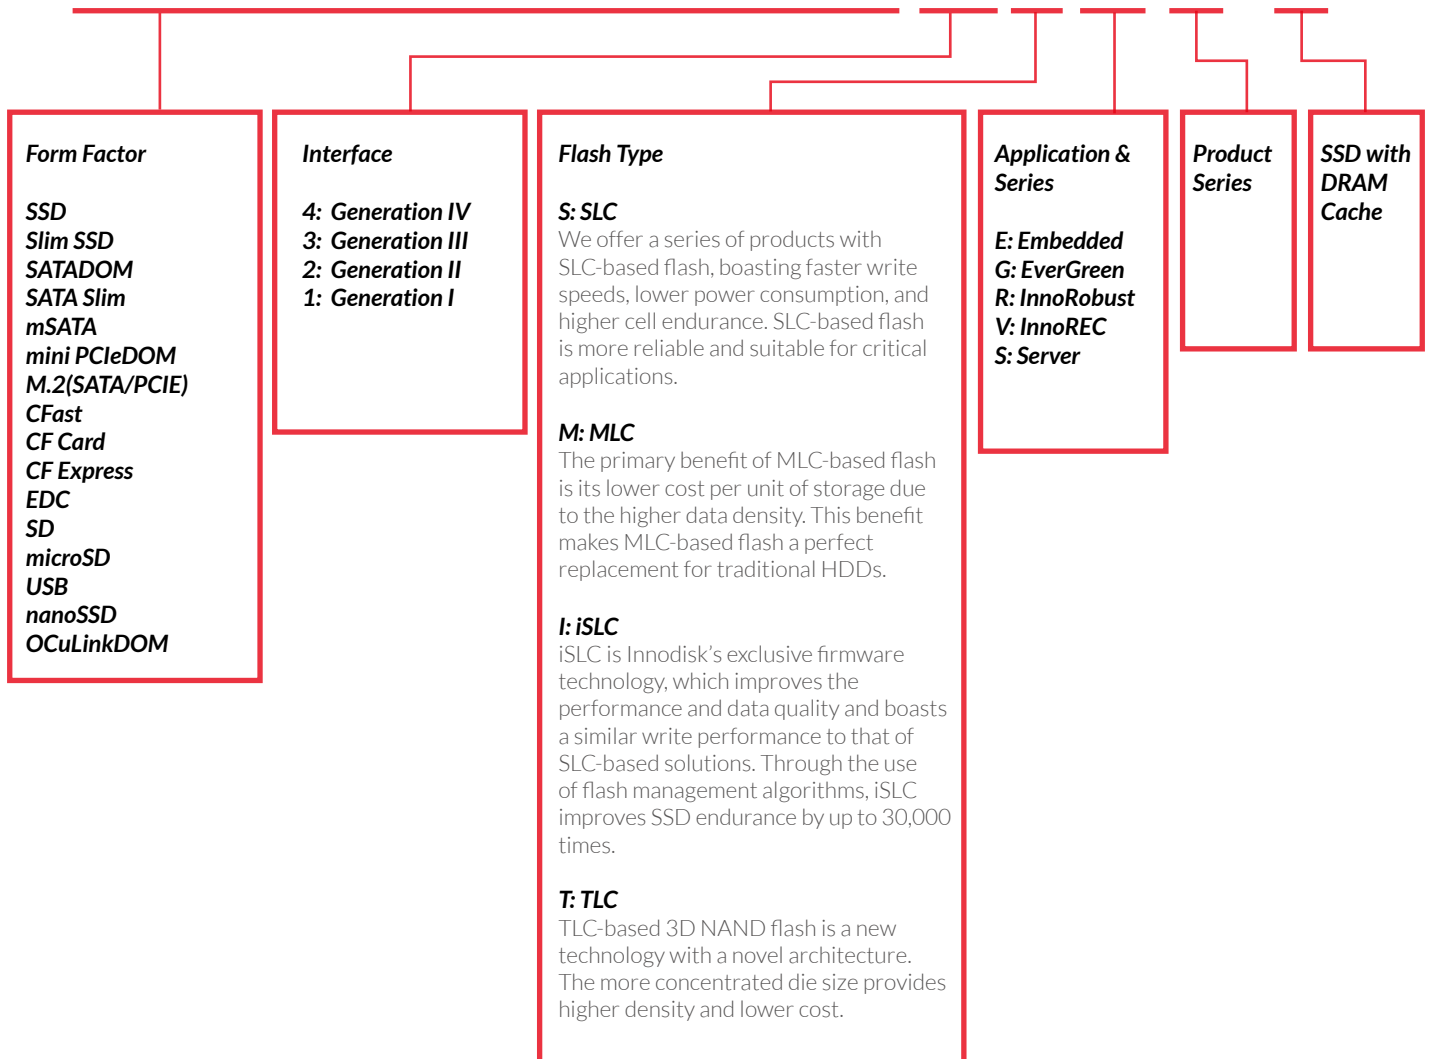 Form Factor
SSD
Slim SSD
SATADOM
SATA Slim
mSATA
mini PCIeDOM
M.2(SATA/PCIE)
CFast
CF Card
CF Express
EDC
SD
microSD
USB
nanoSSD
OCuLinkDOM
Interface
4: Generation IV
3: Generation III
2: Generation II
1: Generation I
Flash Type
S: SLC
We offer a series of products with
SLC-based flash, boasting faster write
speeds, lower power consumption, and
higher cell endurance. SLC-based flash
is more reliable and suitable for critical
applications.
M: MLC
The primary benefit of MLC-based flash
is its lower cost per unit of storage due
to the higher data density. This benefit
makes MLC-based flash a perfect
replacement for traditional HDDs.
I: iSLC
iSLC is Innodisk’s exclusive firmware
technology, which improves the
performance and data quality and boasts
a similar write performance to that of
SLC-based solutions. Through the use
of flash management algorithms, iSLC
improves SSD endurance by up to 30,000
times.
T: TLC
TLC-based 3D NAND flash is a new
technology with a novel architecture.
The more concentrated die size provides
higher density and lower cost.
Application &
Series
E: Embedded
G: EverGreen
R: InnoRobust
V: InnoREC
S: Server
Product
Series
SSD with
DRAM
Cache